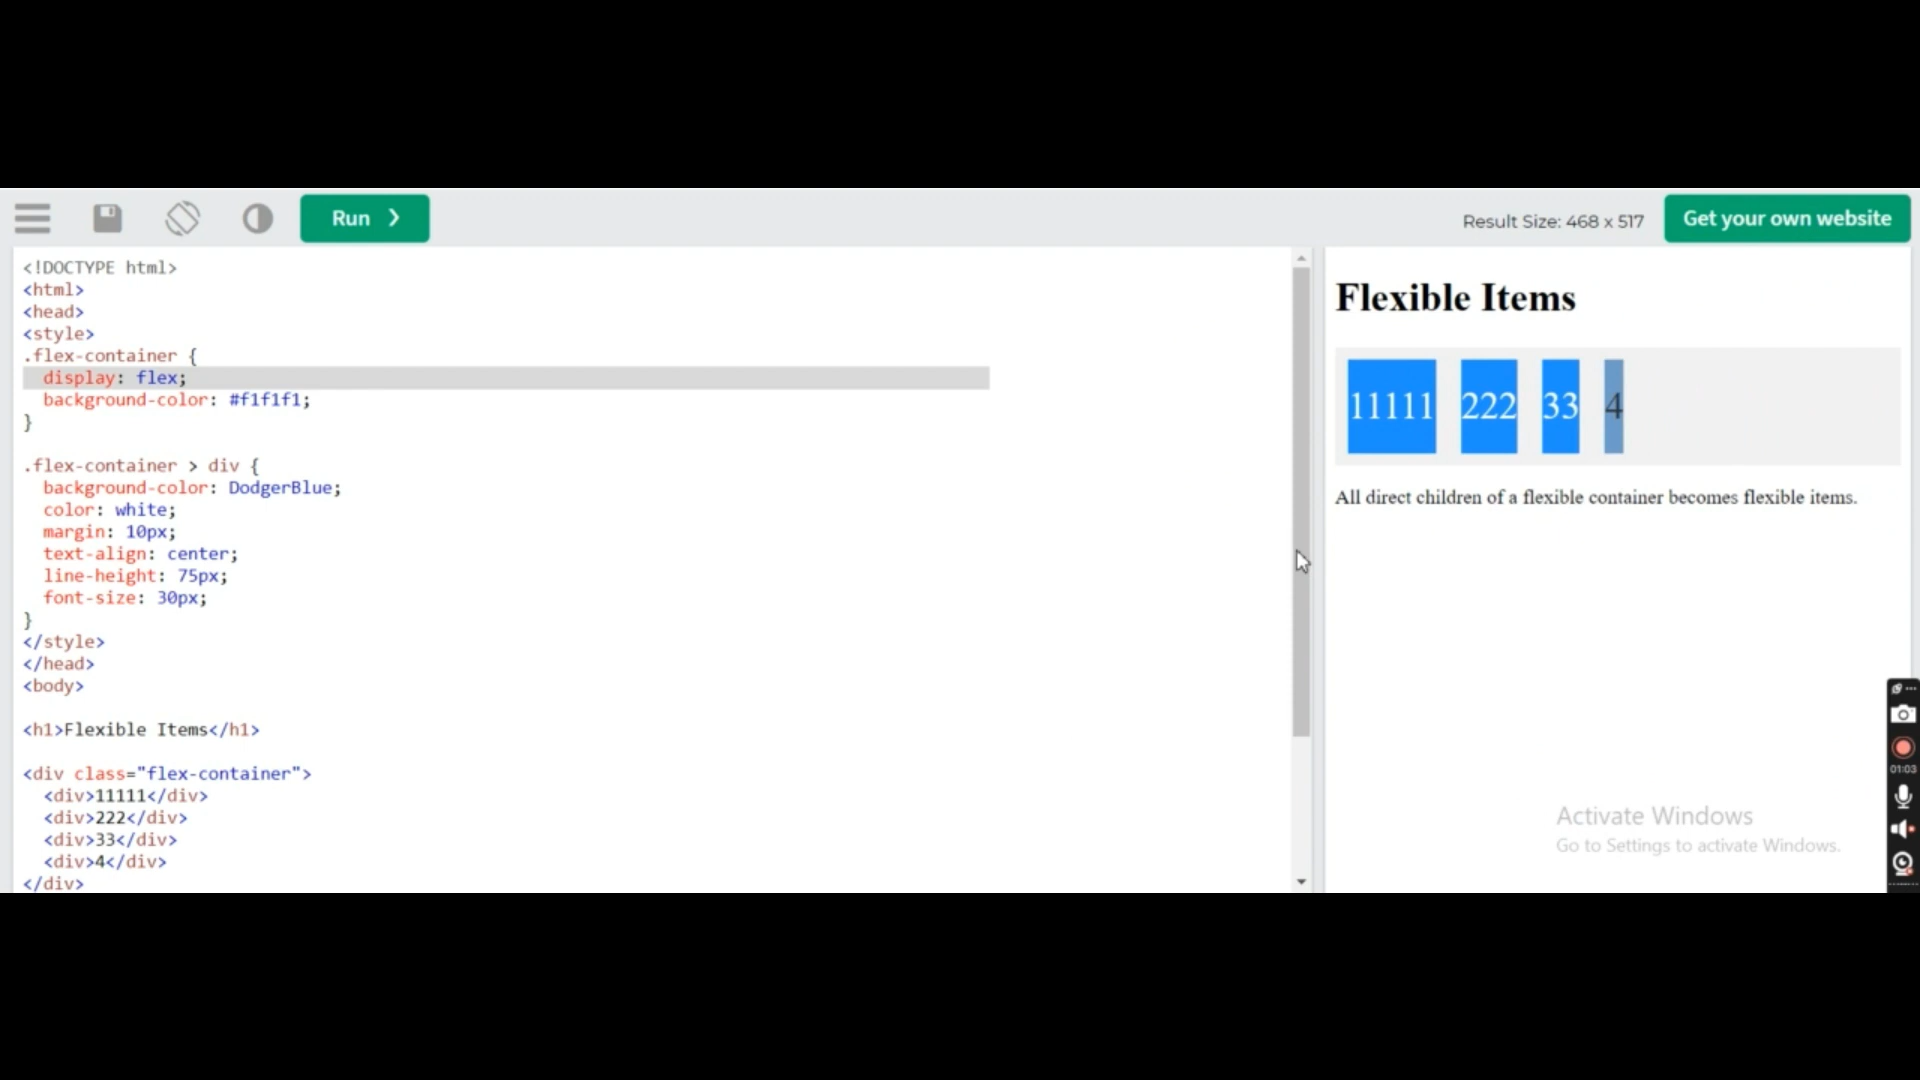 Run ❯
Result Size: 468 x 517
Get your own website
<!DOCTYPE html>
<html>
<head>
<style>
.flex-container {
  display: flex;
  background-color: #f1f1f1;
}
.flex-container > div {
  background-color: DodgerBlue;
  color: white;
  margin: 10px;
  text-align: center;
  line-height: 75px;
  font-size: 30px;
}
</style>
</head>
<body>
<h1>Flexible Items</h1>
<div class="flex-container">
  <div>11111</div>
  <div>222</div>
  <div>33</div>
  <div>4</div>
</div>
Flexible Items
11111 222 33 4
All direct children of a flexible container becomes flexible items.
Activate Windows
Go to Settings to activate Windows.
01:03